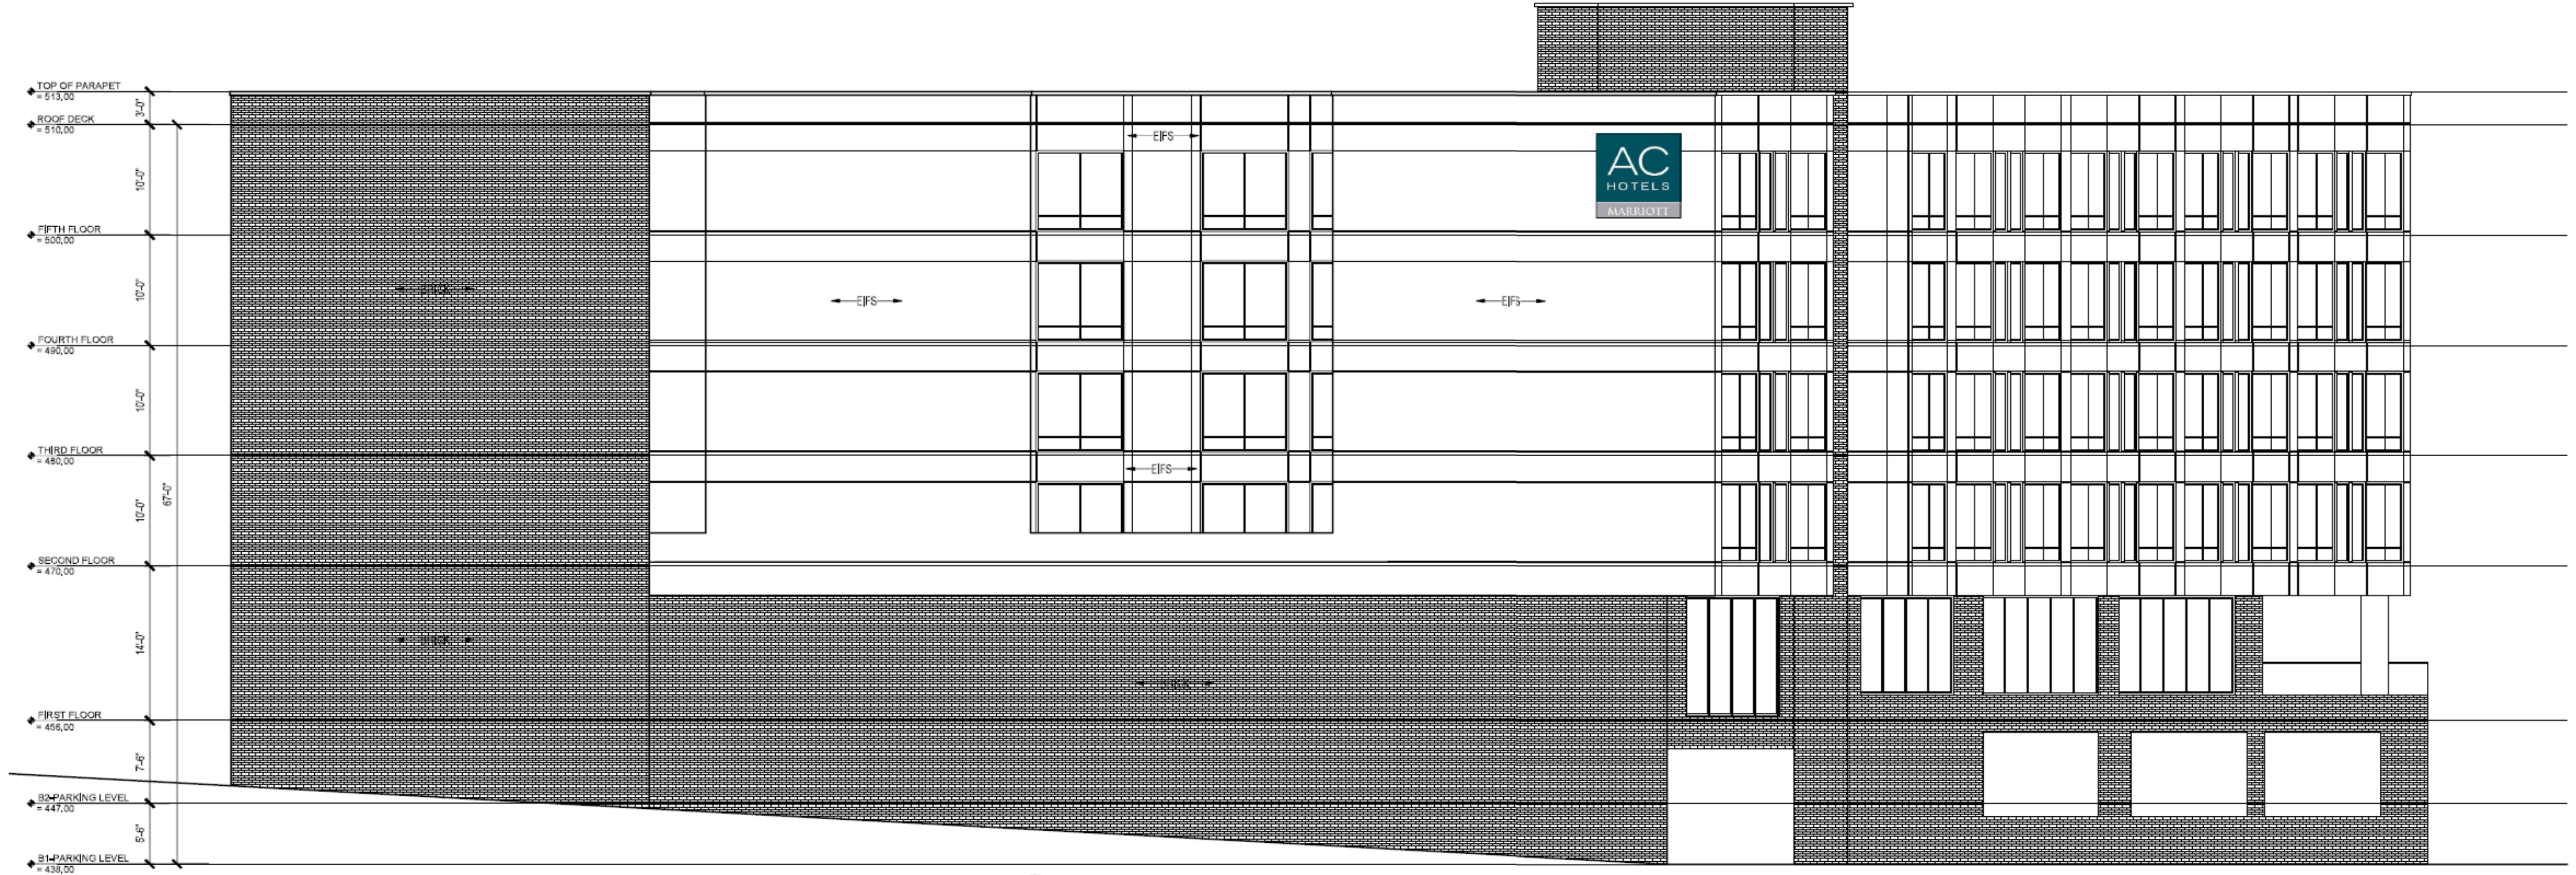 TOP OF PARAPET
= 513.00
3'-0"
ROOF DECK
= 510.00
EIFS
AC
HOTELS
MARRIOTT
10'-0"
FIFTH FLOOR
= 500.00
BRICK
EIFS
EIFS
10'-0"
FOURTH FLOOR
= 490.00
10'-0"
THIRD FLOOR
= 480.00
EIFS
67'-0"
10'-0"
SECOND FLOOR
= 470.00
BRICK
14'-0"
BRICK
FIRST FLOOR
= 456.00
7'-6"
B2-PARKING LEVEL
= 447.00
5'-6"
B1-PARKING LEVEL
= 438.00